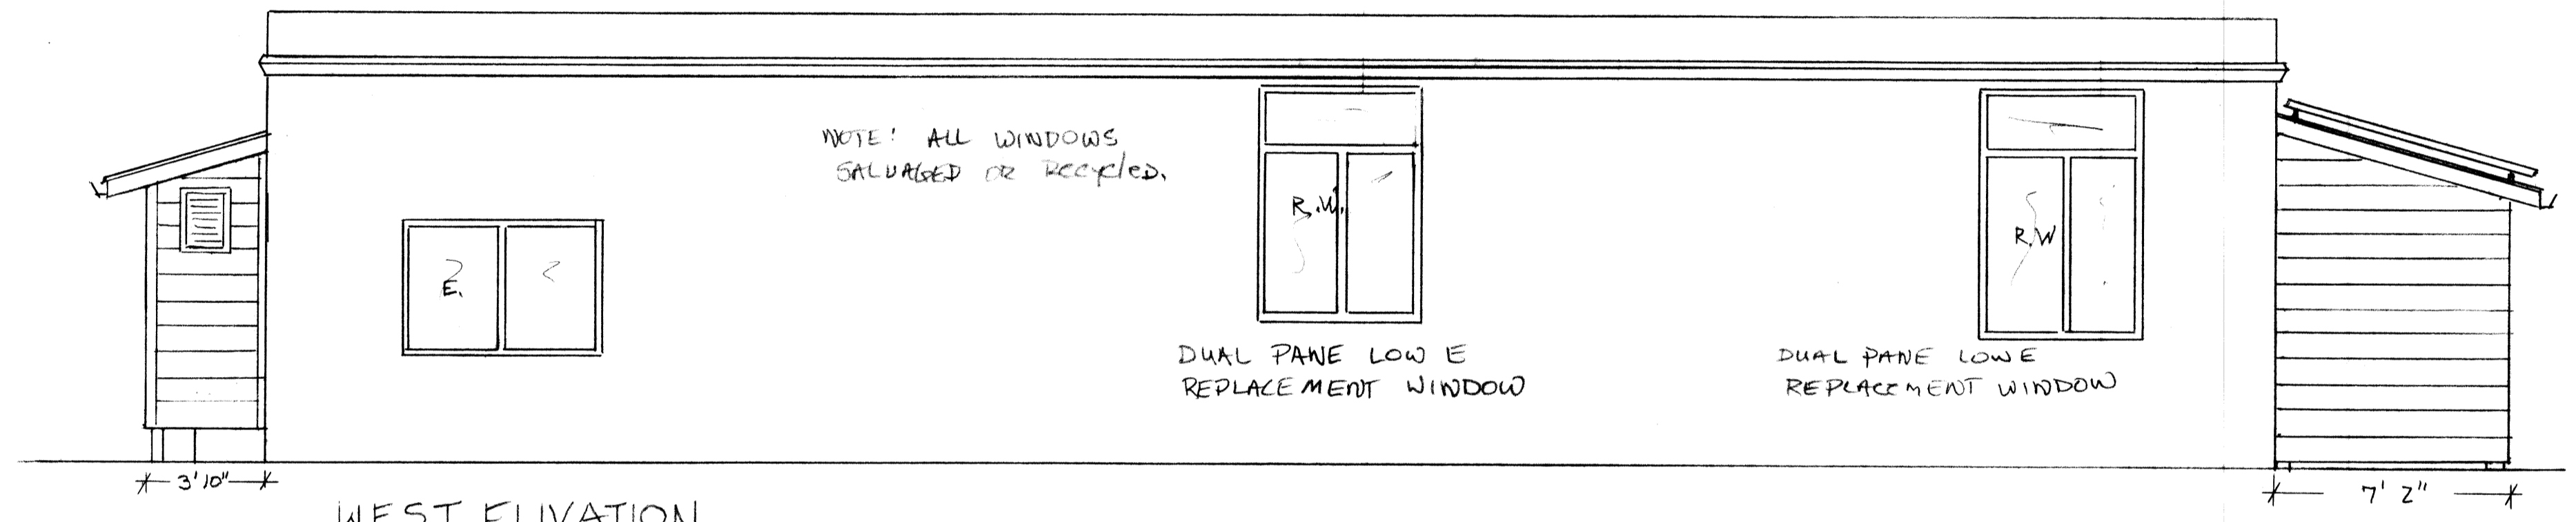 NOTE! ALL WINDOWS
SALVAGED OR RECYCLED.
R.W.
R.W
E.
DUAL PANE LOW E
REPLACEMENT WINDOW
DUAL PANE LOW E
REPLACEMENT WINDOW
3'10"
7' 2"
WEST ELIVATION